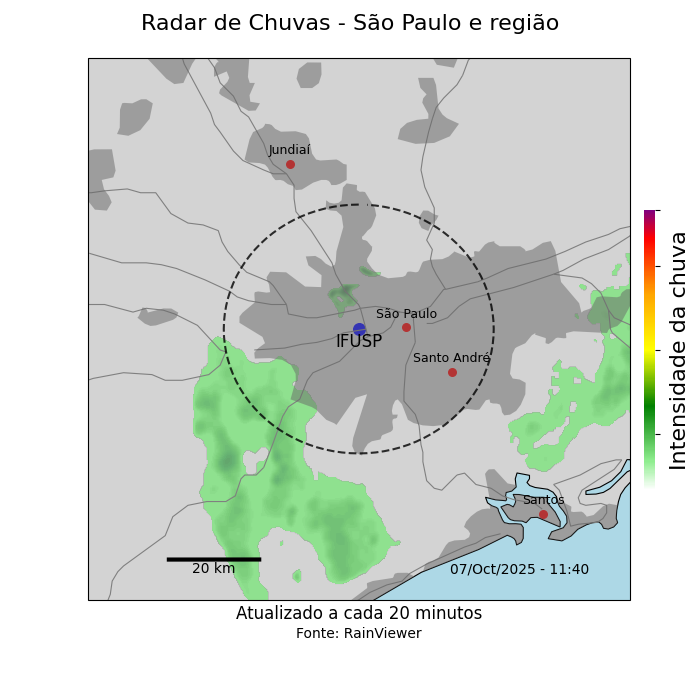 Radar de Chuvas - São Paulo e região
Jundiaí
São Paulo
IFUSP
Santo André
Santos
20 km
07/Oct/2025 - 11:40
Intensidade da chuva
Atualizado a cada 20 minutos
Fonte: RainViewer